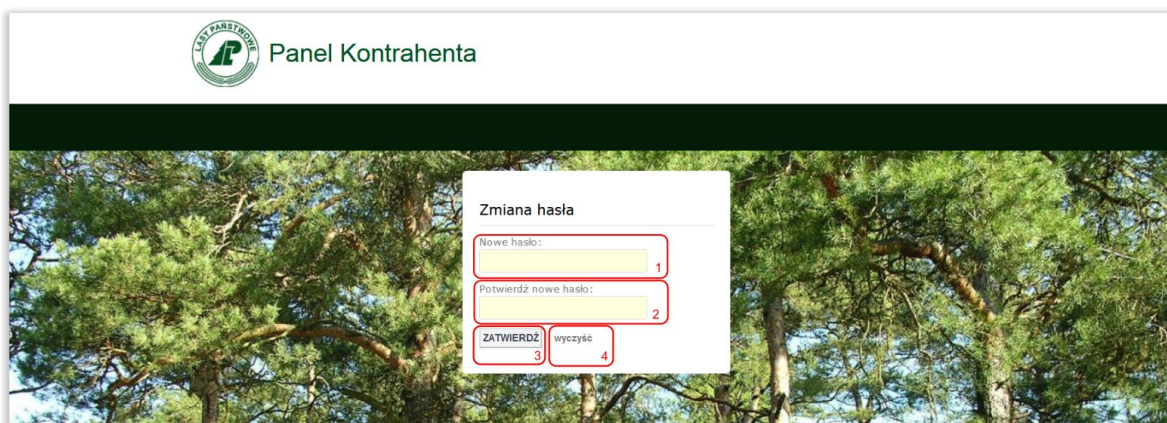 LASY PAŃSTWOWE
Panel Kontrahenta
Zmiana hasła
Nowe hasło:
1
Potwierdź nowe hasło:
2
ZATWIERDŹ wyczyść
3 4